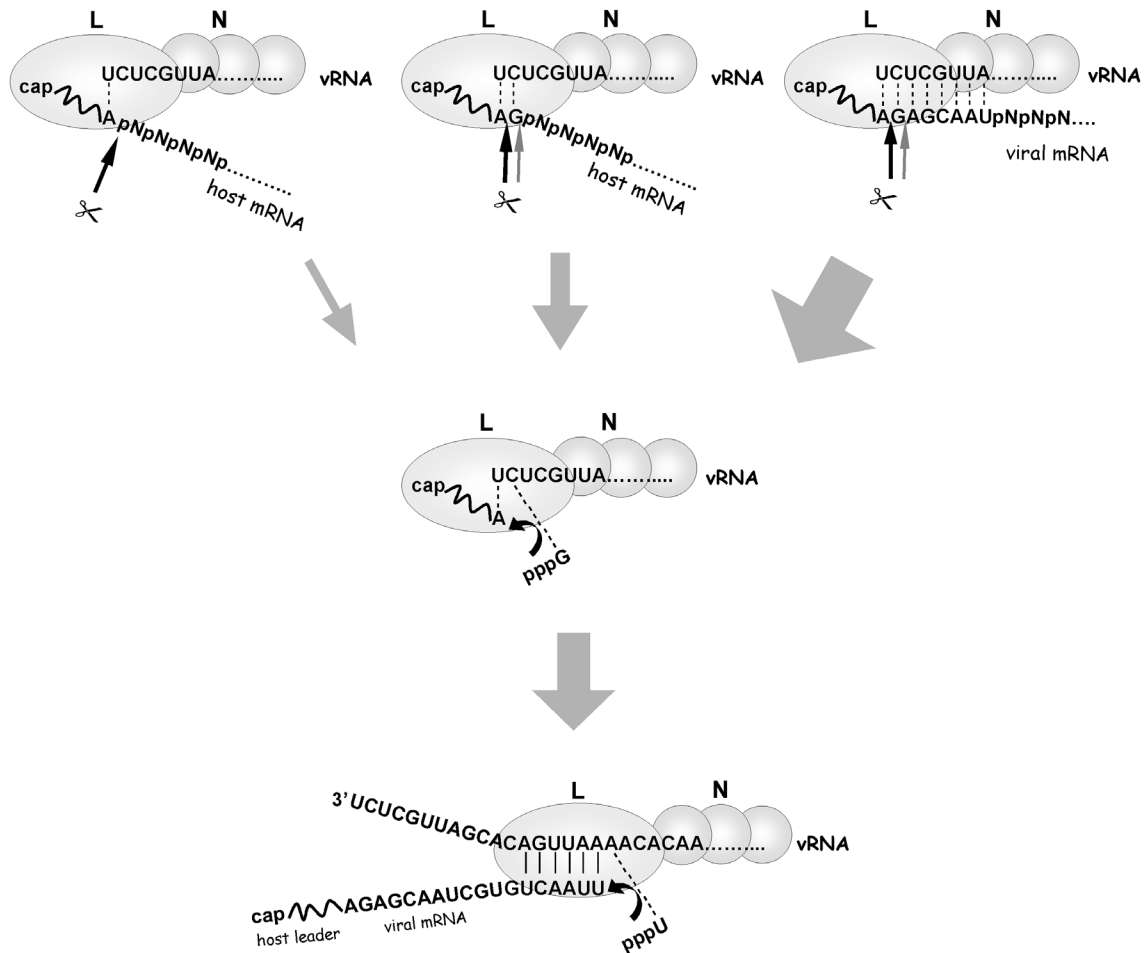 L N
UCUCGUUA........... vRNA
cap
ApNpNpNpNp..........
host mRNA
L N
UCUCGUUA........... vRNA
cap
AGpNpNpNpNp..........
host mRNA
L N
UCUCGUUA........... vRNA
cap
AGAGCAAUpNpNpN....
viral mRNA
L N
UCUCGUUA........... vRNA
cap
A
pppG
L N
3'UCUCGUUAGCACAGUUAAAACACAA.......... vRNA
cap AGAGCAAUCGUGUCAAUU
host leader viral mRNA
pppU